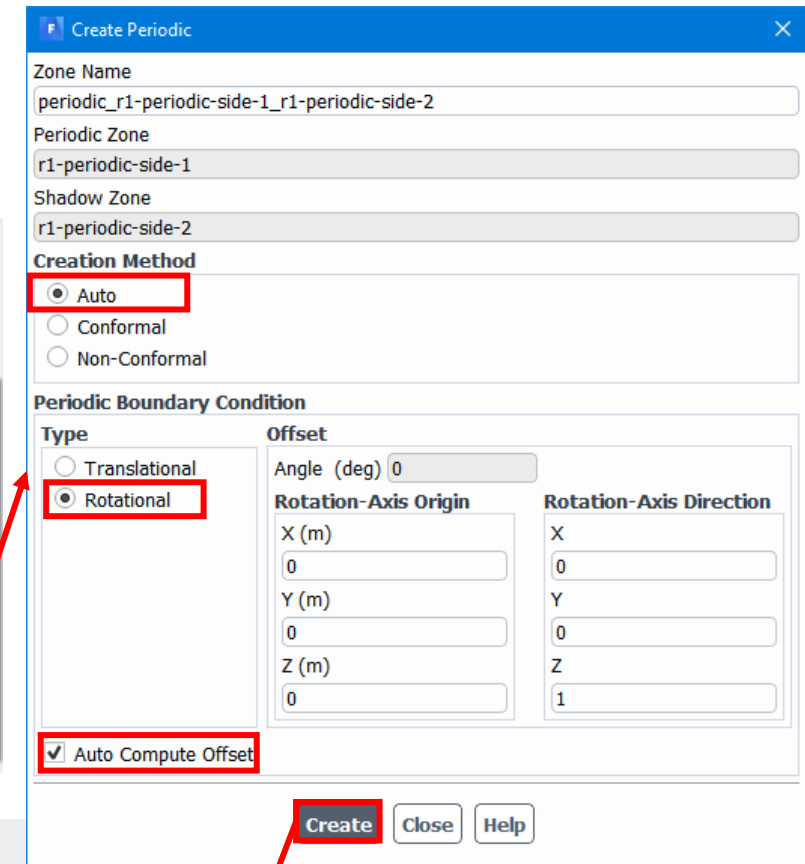 Create Periodic
Zone Name
periodic_r1-periodic-side-1_r1-periodic-side-2
Periodic Zone
r1-periodic-side-1
Shadow Zone
r1-periodic-side-2
Creation Method
Auto
Conformal
Non-Conformal
Periodic Boundary Condition
Type
Translational
Rotational
Offset
Angle (deg) 0
Rotation-Axis Origin
X (m)
0
Y (m)
0
Z (m)
0
Rotation-Axis Direction
X
0
Y
0
Z
1
Auto Compute Offset
Create Close Help